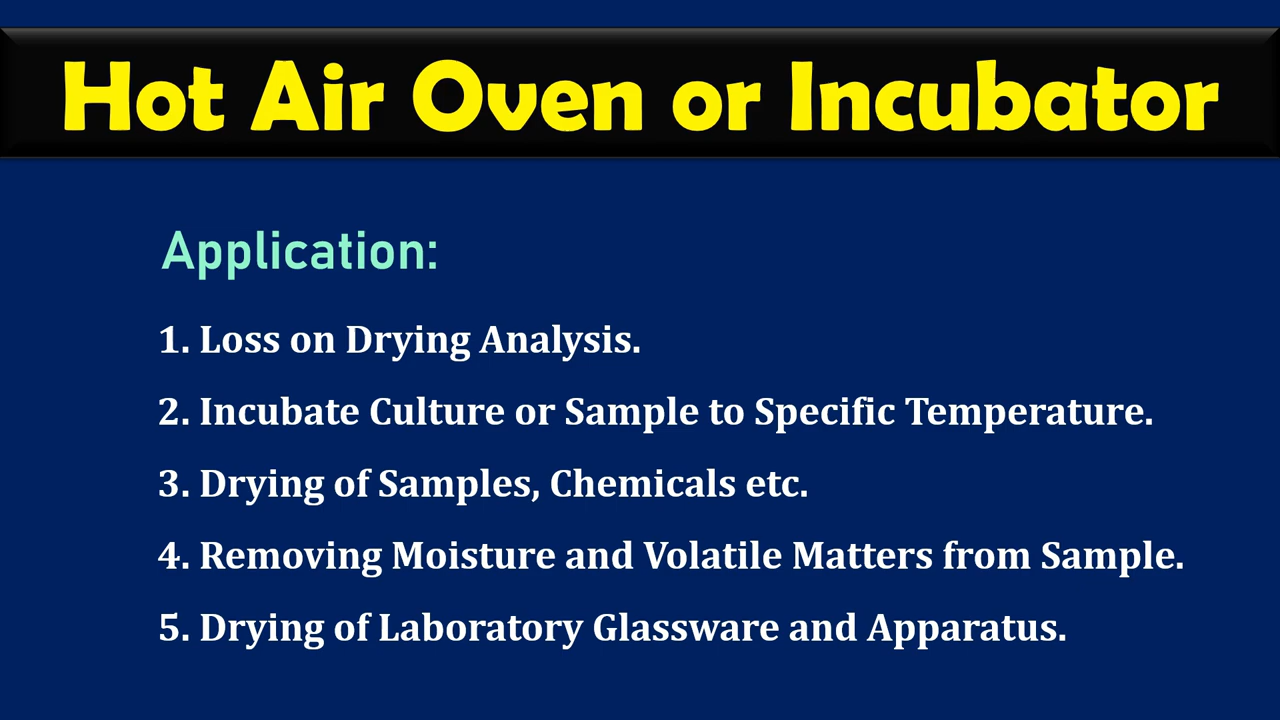 Hot Air Oven or Incubator
Application:
1. Loss on Drying Analysis.
2. Incubate Culture or Sample to Specific Temperature.
3. Drying of Samples, Chemicals etc.
4. Removing Moisture and Volatile Matters from Sample.
5. Drying of Laboratory Glassware and Apparatus.